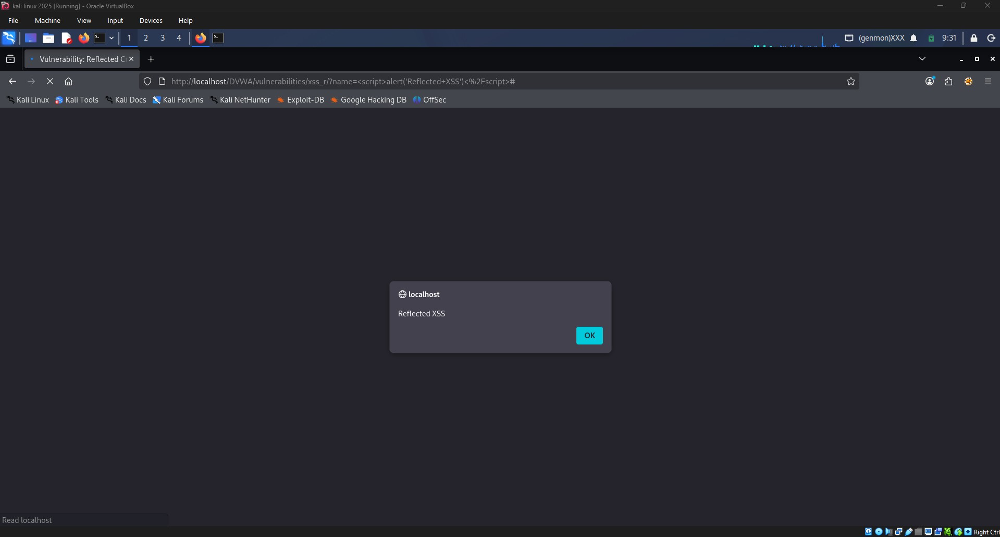 kali linux 2025 [Running] - Oracle VirtualBox
File Machine View Input Devices Help
1 2 3 4 (genmon)XXX 9:31
Vulnerability: Reflected C
http://localhost/DVWA/vulnerabilities/xss_r/?name=<script>alert('Reflected+XSS')<%2Fscript>#
Kali Linux Kali Tools Kali Docs Kali Forums Kali NetHunter Exploit-DB Google Hacking DB OffSec
localhost
Reflected XSS
OK
Read localhost
Right Ctrl